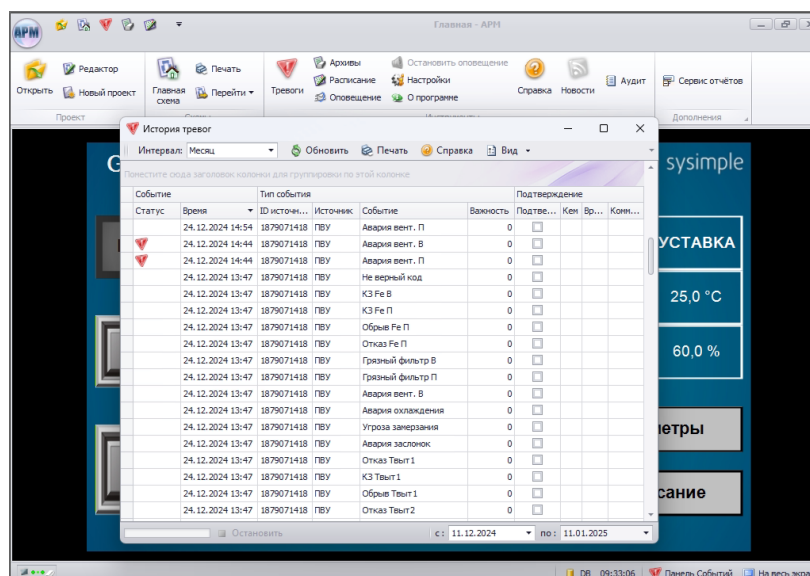 АРМ
Главная - АРМ
Открыть
Редактор
Новый проект
Проект
Главная схема
Печать
Перейти
Тревоги
Архивы
Расписание
Оповещение
Остановить оповещение
Настройки
О программе
Справка
Новости
Аудит
Сервис отчётов
Дополнения
История тревог
Интервал: Месяц Обновить Печать Справка Вид
Поместите сюда заголовок колонки для группировки по этой колонке
Событие Тип события Подтверждение
Статус Время ID источн... Источник Событие Важность Подтве... Кем Вр... Комм...
24.12.2024 14:54 1879071418 ПВУ Авария вент. П 0
24.12.2024 14:44 1879071418 ПВУ Авария вент. В 0
24.12.2024 14:44 1879071418 ПВУ Авария вент. П 0
24.12.2024 13:47 1879071418 ПВУ Не верный код 0
24.12.2024 13:47 1879071418 ПВУ КЗ Fe В 0
24.12.2024 13:47 1879071418 ПВУ КЗ Fe П 0
24.12.2024 13:47 1879071418 ПВУ Обрыв Fe П 0
24.12.2024 13:47 1879071418 ПВУ Отказ Fe П 0
24.12.2024 13:47 1879071418 ПВУ Грязный фильтр В 0
24.12.2024 13:47 1879071418 ПВУ Грязный фильтр П 0
24.12.2024 13:47 1879071418 ПВУ Авария вент. В 0
24.12.2024 13:47 1879071418 ПВУ Авария охлаждения 0
24.12.2024 13:47 1879071418 ПВУ Угроза замерзания 0
24.12.2024 13:47 1879071418 ПВУ Авария заслонок 0
24.12.2024 13:47 1879071418 ПВУ Отказ Твыт1 0
24.12.2024 13:47 1879071418 ПВУ КЗ Твыт1 0
24.12.2024 13:47 1879071418 ПВУ Обрыв Твыт1 0
24.12.2024 13:47 1879071418 ПВУ Отказ Твыт2 0
Остановить с: 11.12.2024 по: 11.01.2025
sysimple
УСТАВКА
25,0 °C
60,0 %
етры
сание
DB 09:33:06 Панель Событий На весь экра